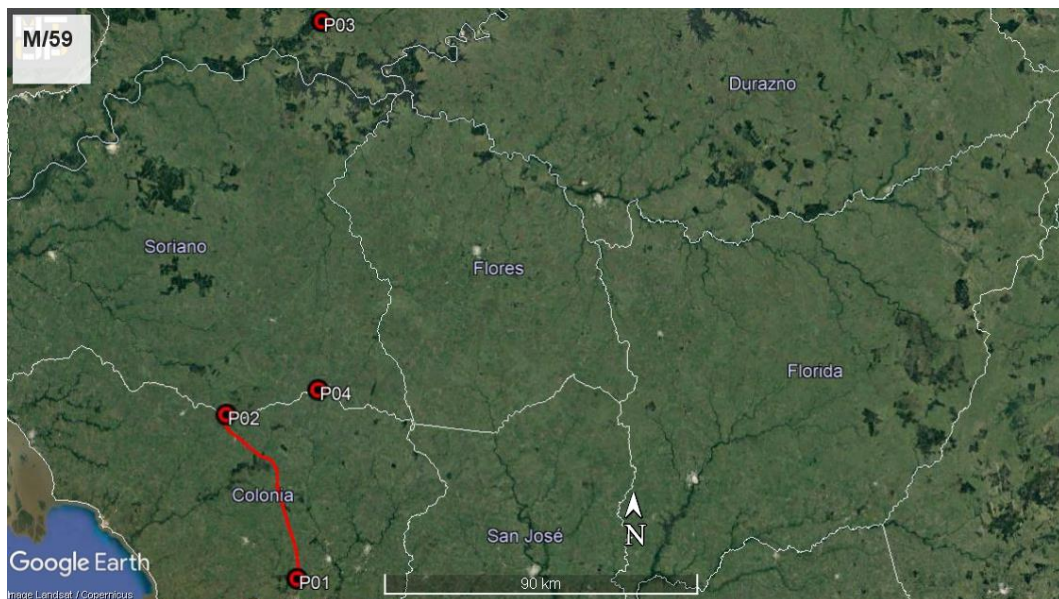 M/59
P03
Durazno
Soriano
Flores
Florida
P04
P02
Colonia
San José
N
Google Earth
P01
90 km
Image Landsat / Copernicus